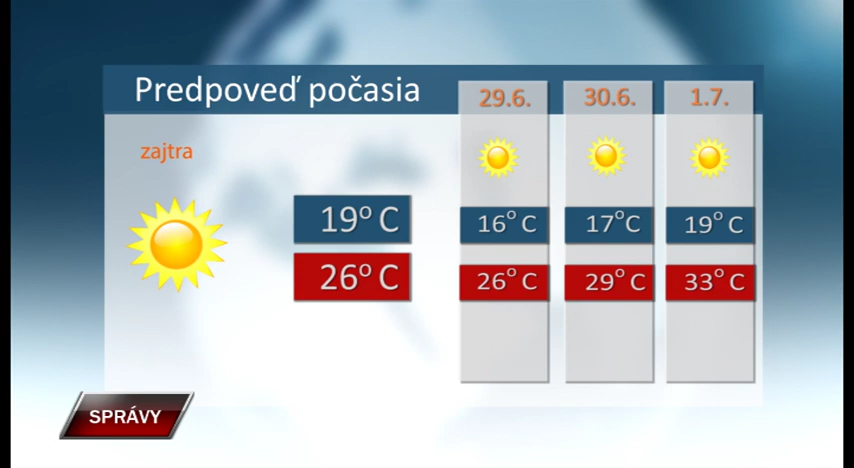 Predpoveď počasia
zajtra
19° C
26° C
29.6.
16° C
26° C
30.6.
17°C
29° C
1.7.
19° C
33° C
SPRÁVY